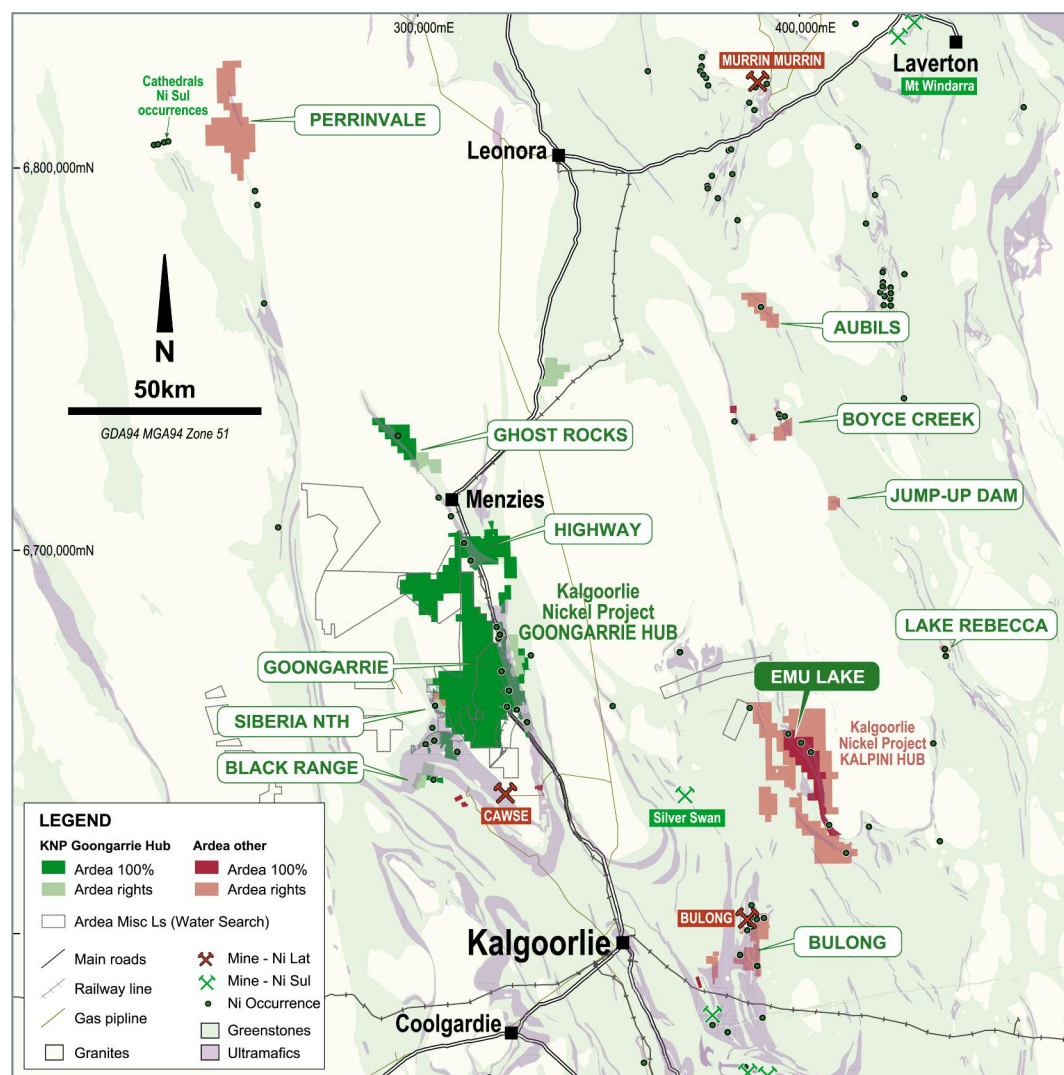 300,000mE
400,000mE
MURRIN MURRIN
Laverton
Mt Windarra
Cathedrals
Ni Sul
occurrences
PERRINVALE
Leonora
6,800,000mN
N
50km
GDA94 MGA94 Zone 51
AUBILS
BOYCE CREEK
GHOST ROCKS
Menzies
JUMP-UP DAM
HIGHWAY
6,700,000mN
Kalgoorlie
Nickel Project
GOONGARRIE HUB
LAKE REBECCA
GOONGARRIE
EMU LAKE
SIBERIA NTH
Kalgoorlie
Nickel Project
KALPINI HUB
BLACK RANGE
CAWSE
Silver Swan
BULONG
BULONG
Kalgoorlie
Coolgardie
LEGEND
KNP Goongarrie Hub
Ardea other
Ardea 100%
Ardea 100%
Ardea rights
Ardea rights
Ardea Misc Ls (Water Search)
Main roads
Mine - Ni Lat
Railway line
Mine - Ni Sul
Gas pipline
Ni Occurrence
Greenstones
Granites
Ultramafics